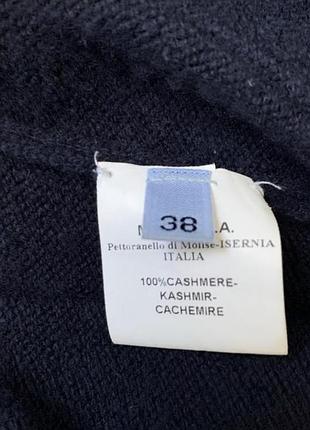 38
.A.
Pettoranello di Molise-ISERNIA
ITALIA
100%CASHMERE-
KASHMIR-
CACHEMIRE